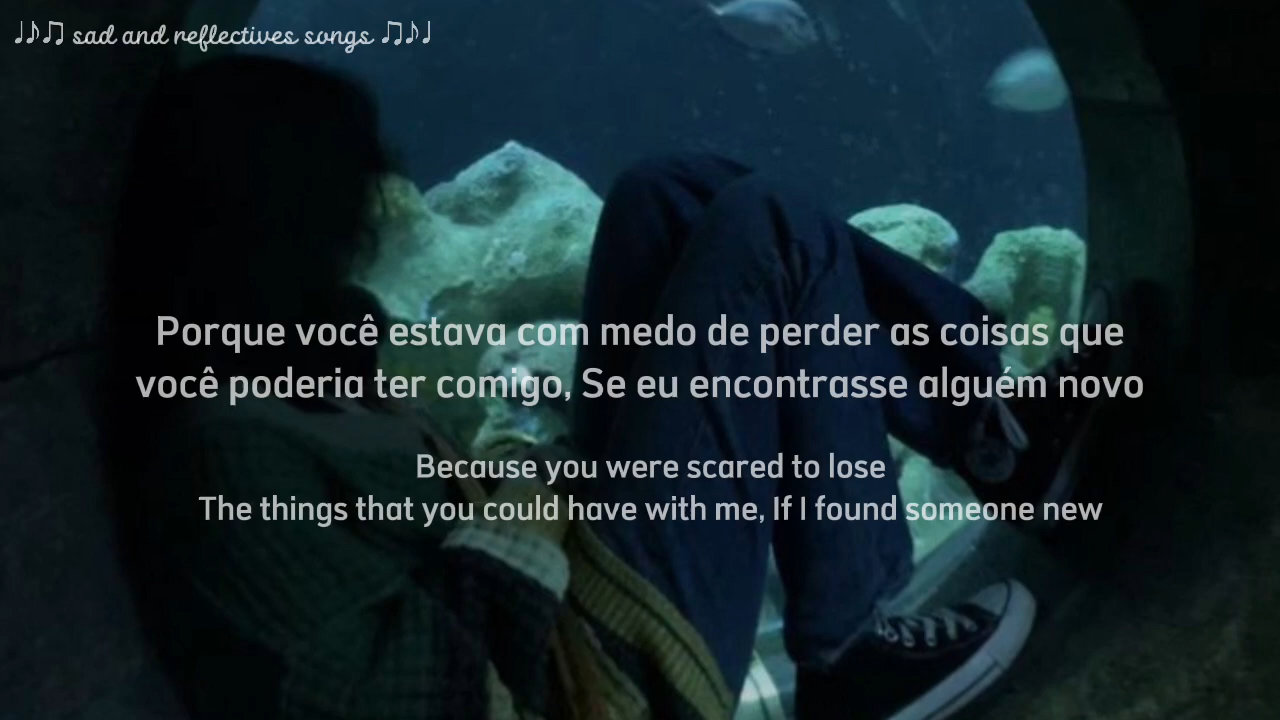 ♩♪♫ sad and reflectives songs ♫♪♩
Porque você estava com medo de perder as coisas que
você poderia ter comigo, Se eu encontrasse alguém novo
Because you were scared to lose
The things that you could have with me, If I found someone new